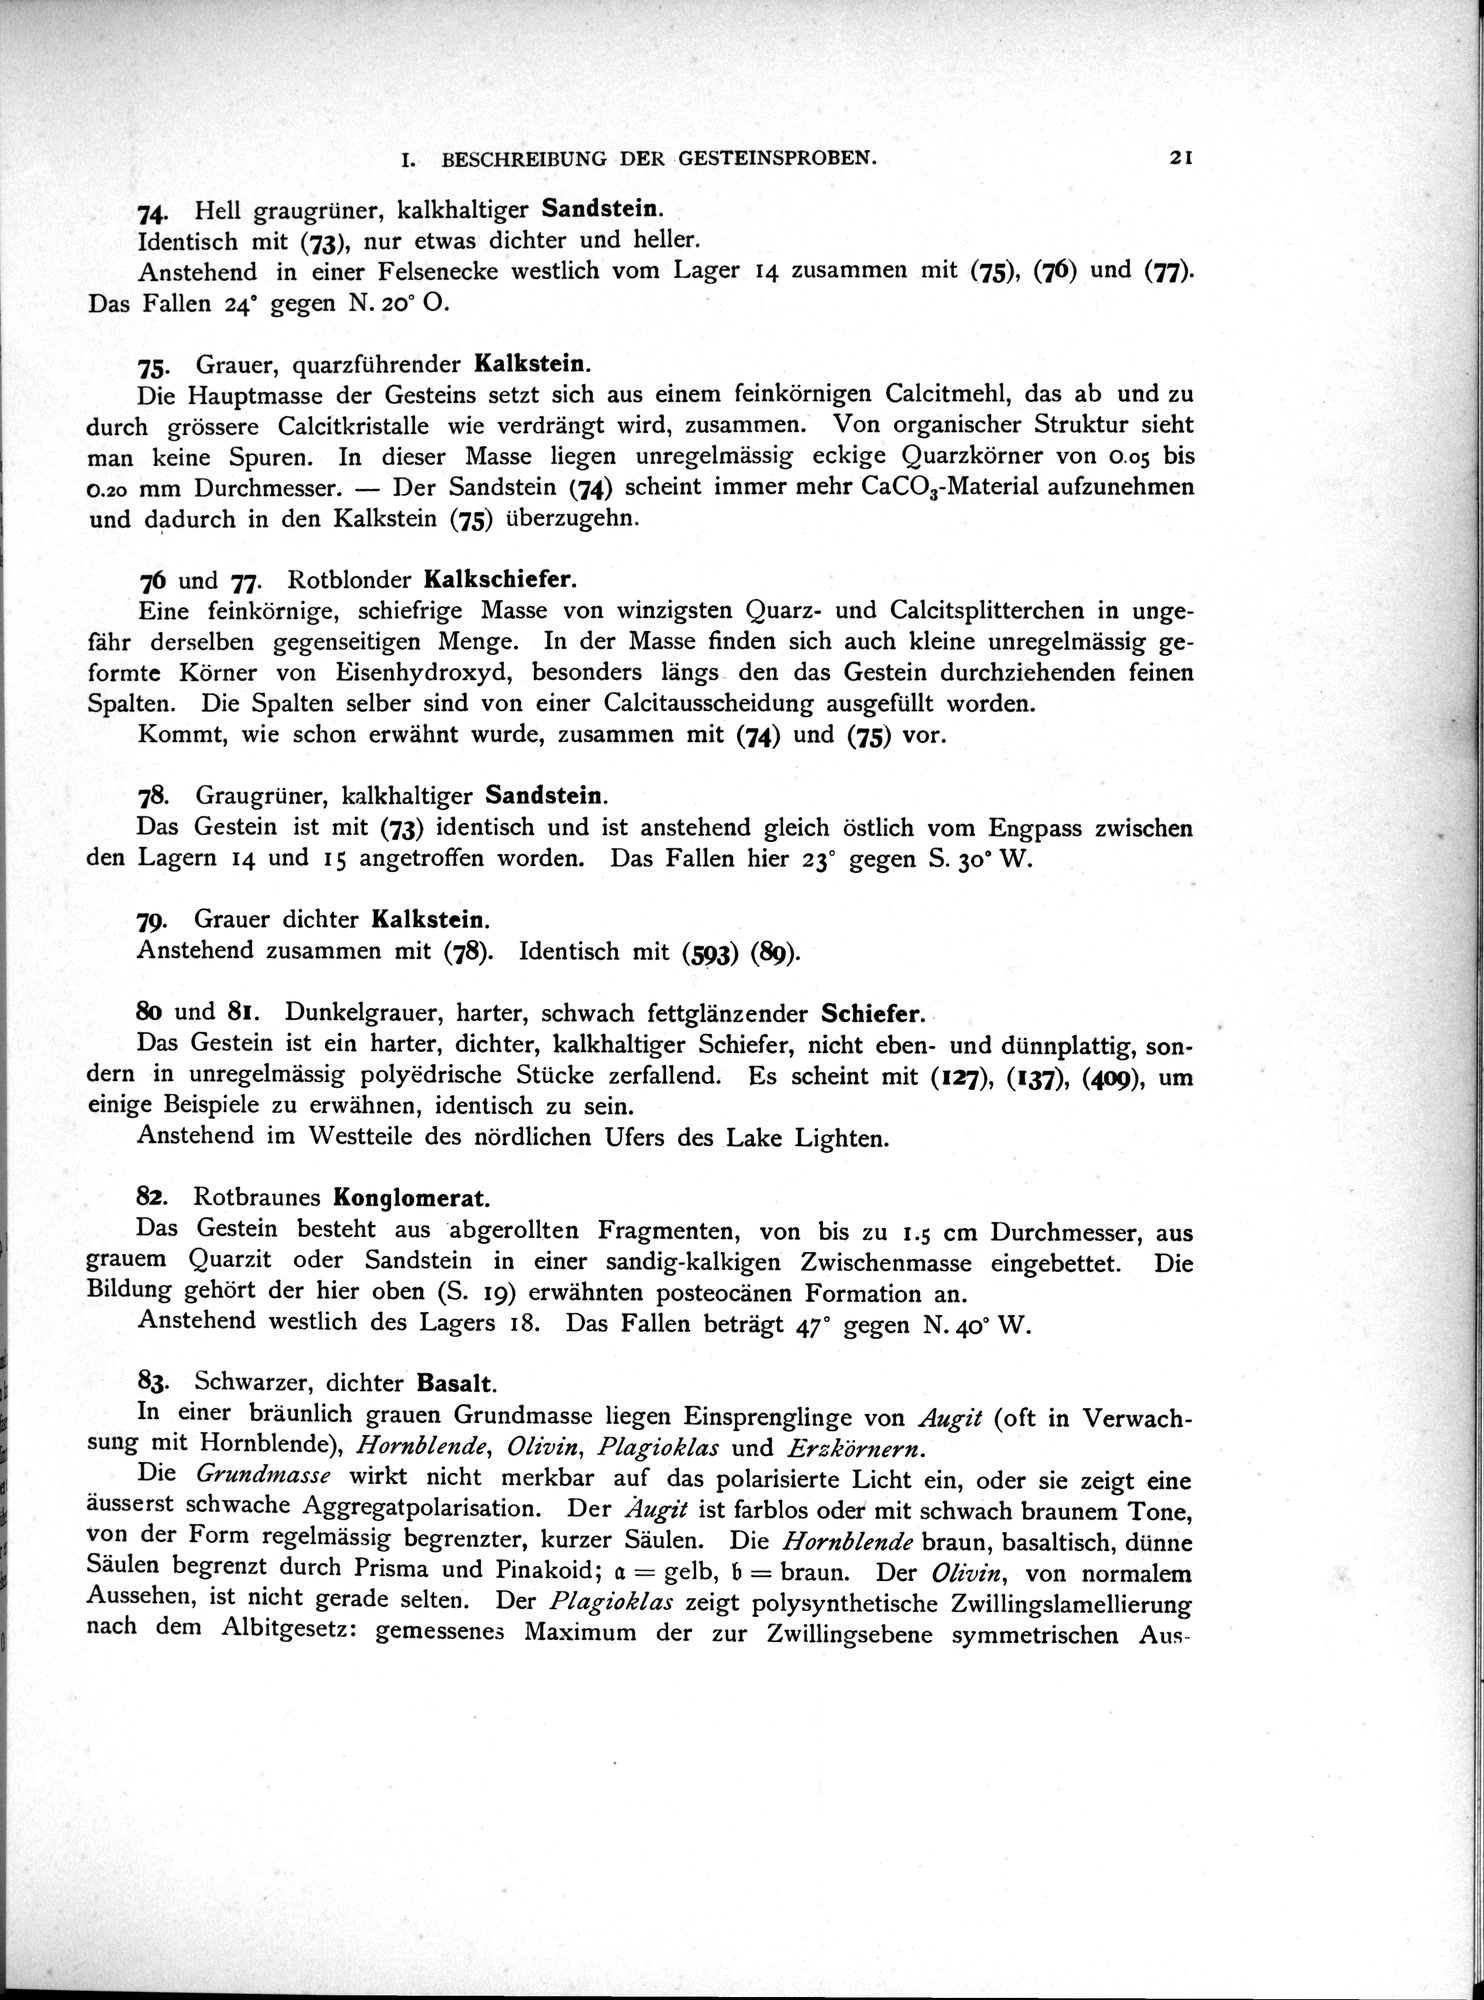 I. BESCHREIBUNG DER GESTEINSPROBEN. 21
74. Hell graugrüner, kalkhaltiger Sandstein.
Identisch mit (73), nur etwas dichter und heller.
Anstehend in einer Felsenecke westlich vom Lager 14 zusammen mit (75), (76) und (77).
Das Fallen 24° gegen N. 20° O.
75. Grauer, quarzführender Kalkstein.
Die Hauptmasse der Gesteins setzt sich aus einem feinkörnigen Calcitmehl, das ab und zu
durch grössere Calcitkristalle wie verdrängt wird, zusammen. Von organischer Struktur sieht
man keine Spuren. In dieser Masse liegen unregelmässig eckige Quarzkörner von 0.05 bis
0.20 mm Durchmesser. — Der Sandstein (74) scheint immer mehr CaCO₃-Material aufzunehmen
und dadurch in den Kalkstein (75) überzugehn.
76 und 77. Rotblonder Kalkschiefer.
Eine feinkörnige, schiefrige Masse von winzigsten Quarz- und Calcitsplitterchen in unge-
fähr derselben gegenseitigen Menge. In der Masse finden sich auch kleine unregelmässig ge-
formte Körner von Eisenhydroxyd, besonders längs den das Gestein durchziehenden feinen
Spalten. Die Spalten selber sind von einer Calcitausscheidung ausgefüllt worden.
Kommt, wie schon erwähnt wurde, zusammen mit (74) und (75) vor.
78. Graugrüner, kalkhaltiger Sandstein.
Das Gestein ist mit (73) identisch und ist anstehend gleich östlich vom Engpass zwischen
den Lagern 14 und 15 angetroffen worden. Das Fallen hier 23° gegen S. 30° W.
79. Grauer dichter Kalkstein.
Anstehend zusammen mit (78). Identisch mit (593) (89).
80 und 81. Dunkelgrauer, harter, schwach fettglänzender Schiefer.
Das Gestein ist ein harter, dichter, kalkhaltiger Schiefer, nicht eben- und dünnplattig, son-
dern in unregelmässig polyëdrische Stücke zerfallend. Es scheint mit (127), (137), (409), um
einige Beispiele zu erwähnen, identisch zu sein.
Anstehend im Westteile des nördlichen Ufers des Lake Lighten.
82. Rotbraunes Konglomerat.
Das Gestein besteht aus abgerollten Fragmenten, von bis zu 1.5 cm Durchmesser, aus
grauem Quarzit oder Sandstein in einer sandig-kalkigen Zwischenmasse eingebettet. Die
Bildung gehört der hier oben (S. 19) erwähnten posteocänen Formation an.
Anstehend westlich des Lagers 18. Das Fallen beträgt 47° gegen N. 40° W.
83. Schwarzer, dichter Basalt.
In einer bräunlich grauen Grundmasse liegen Einsprenglinge von Augit (oft in Verwach-
sung mit Hornblende), Hornblende, Olivin, Plagioklas und Erzkörnern.
Die Grundmasse wirkt nicht merkbar auf das polarisierte Licht ein, oder sie zeigt eine
äusserst schwache Aggregatpolarisation. Der Augit ist farblos oder mit schwach braunem Tone,
von der Form regelmässig begrenzter, kurzer Säulen. Die Hornblende braun, basaltisch, dünne
Säulen begrenzt durch Prisma und Pinakoid; a = gelb, b = braun. Der Olivin, von normalem
Aussehen, ist nicht gerade selten. Der Plagioklas zeigt polysynthetische Zwillingslamellierung
nach dem Albitgesetz: gemessenes Maximum der zur Zwillingsebene symmetrischen Aus-